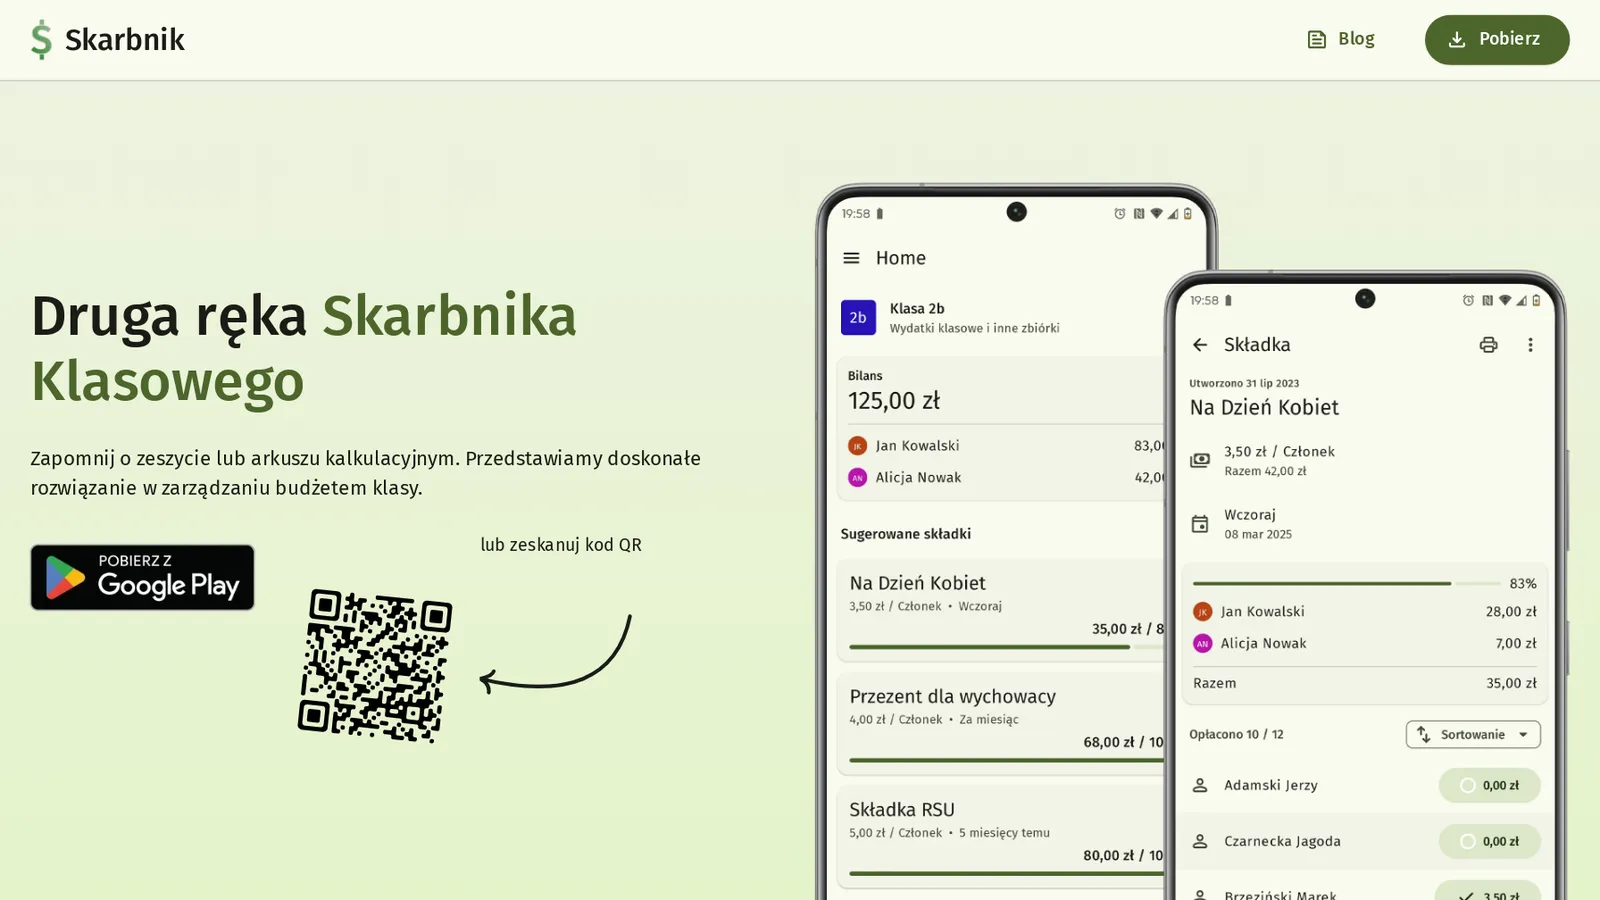 Skarbnik
Blog
Pobierz
Druga ręka Skarbnika
Klasowego
Zapomnij o zeszycie lub arkuszu kalkulacyjnym. Przedstawiamy doskonałe
rozwiązanie w zarządzaniu budżetem klasy.
POBIERZ Z
Google Play
lub zeskanuj kod QR
19:58
Home
2b
Klasa 2b
Wydatki klasowe i inne zbiórki
Bilans
125,00 zł
JK Jan Kowalski 83,0
AN Alicja Nowak 42,0
Sugerowane składki
Na Dzień Kobiet
3,50 zł / Członek • Wczoraj
35,00 zł / 8
Przezent dla wychowacy
4,00 zł / Członek • Za miesiąc
68,00 zł / 10
Składka RSU
5,00 zł / Członek • 5 miesięcy temu
80,00 zł / 10
19:58
Składka
Utworzono 31 lip 2023
Na Dzień Kobiet
3,50 zł / Członek
Razem 42,00 zł
Wczoraj
08 mar 2025
83%
JK Jan Kowalski 28,00 zł
AN Alicja Nowak 7,00 zł
Razem 35,00 zł
Opłacono 10 / 12
Sortowanie
Adamski Jerzy 0,00 zł
Czarnecka Jagoda 0,00 zł
Brzeziński Marek 3,50 zł